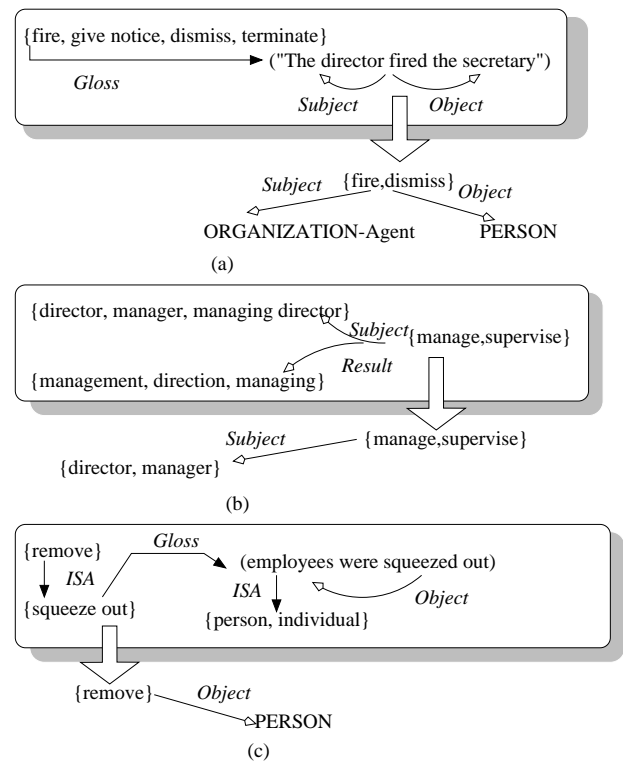 {fire, give notice, dismiss, terminate}
("The director fired the secretary")
Gloss
Subject Object
{fire,dismiss}
Subject Object
ORGANIZATION-Agent PERSON
(a)
{director, manager, managing director}
Subject
{manage,supervise}
Result
{management, direction, managing}
Subject {manage,supervise}
{director, manager}
(b)
Gloss
{remove} (employees were squeezed out)
ISA ISA Object
{squeeze out} {person, individual}
{remove} Object
PERSON
(c)